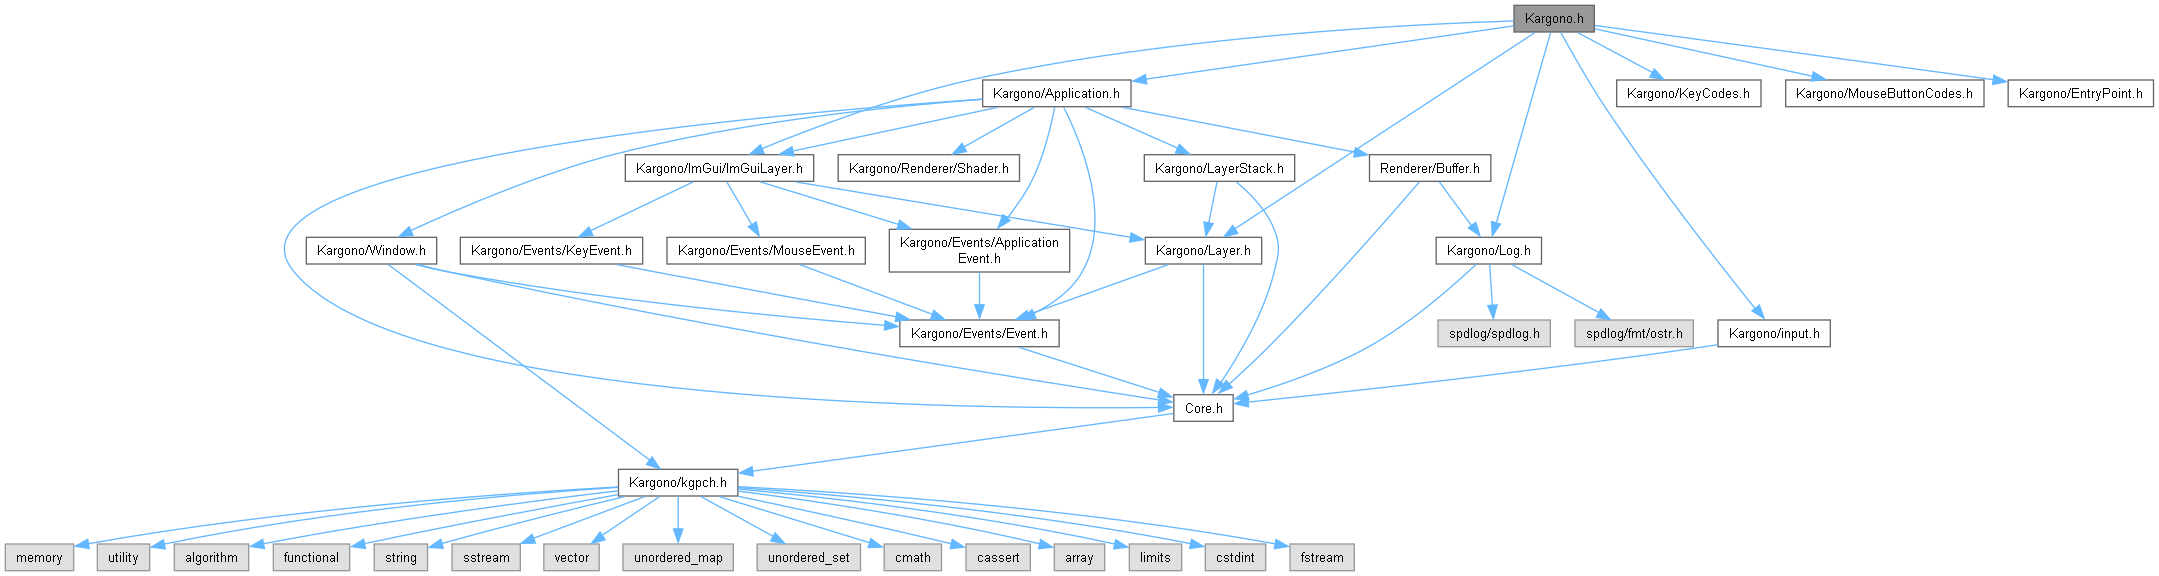 Kargono.h
Kargono/Application.h
Kargono/KeyCodes.h
Kargono/MouseButtonCodes.h
Kargono/EntryPoint.h
Kargono/ImGui/ImGuiLayer.h
Kargono/Renderer/Shader.h
Kargono/LayerStack.h
Renderer/Buffer.h
Kargono/Window.h
Kargono/Events/KeyEvent.h
Kargono/Events/MouseEvent.h
Kargono/Events/Application
Event.h
Kargono/Layer.h
Kargono/Log.h
Kargono/Events/Event.h
spdlog/spdlog.h
spdlog/fmt/ostr.h
Kargono/input.h
Core.h
Kargono/kgpch.h
memory
utility
algorithm
functional
string
sstream
vector
unordered_map
unordered_set
cmath
cassert
array
limits
cstdint
fstream